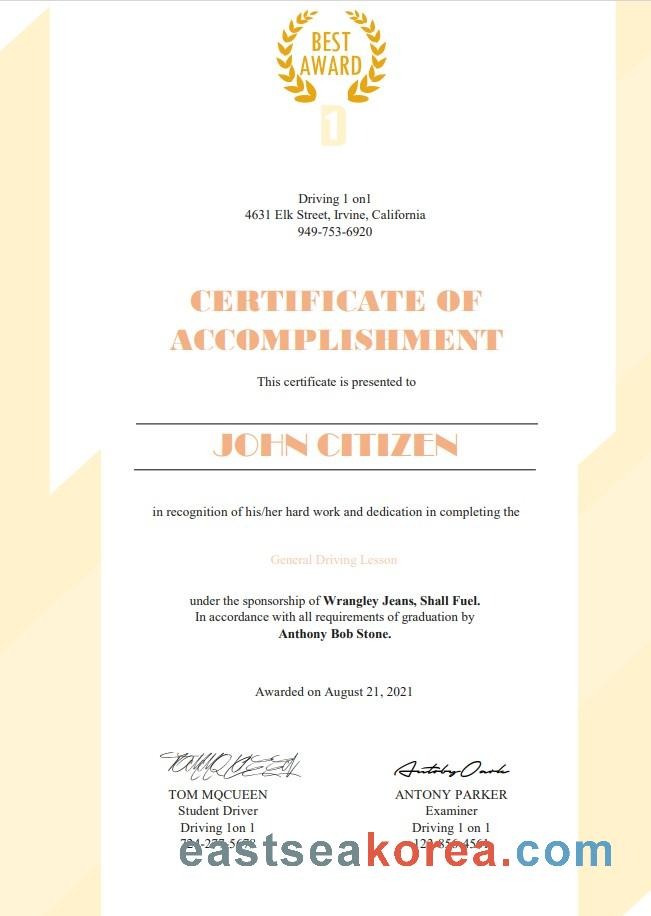 BEST
AWARD
1
Driving 1 on1
4631 Elk Street, Irvine, California
949-753-6920
CERTIFICATE OF
ACCOMPLISHMENT
This certificate is presented to
JOHN CITIZEN
in recognition of his/her hard work and dedication in completing the
General Driving Lesson
under the sponsorship of Wrangley Jeans, Shall Fuel.
In accordance with all requirements of graduation by
Anthony Bob Stone.
Awarded on August 21, 2021
TOM MQCUEEN
ANTONY PARKER
Student Driver
Examiner
Driving 1on 1
Driving 1 on 1
eastseakorea.com